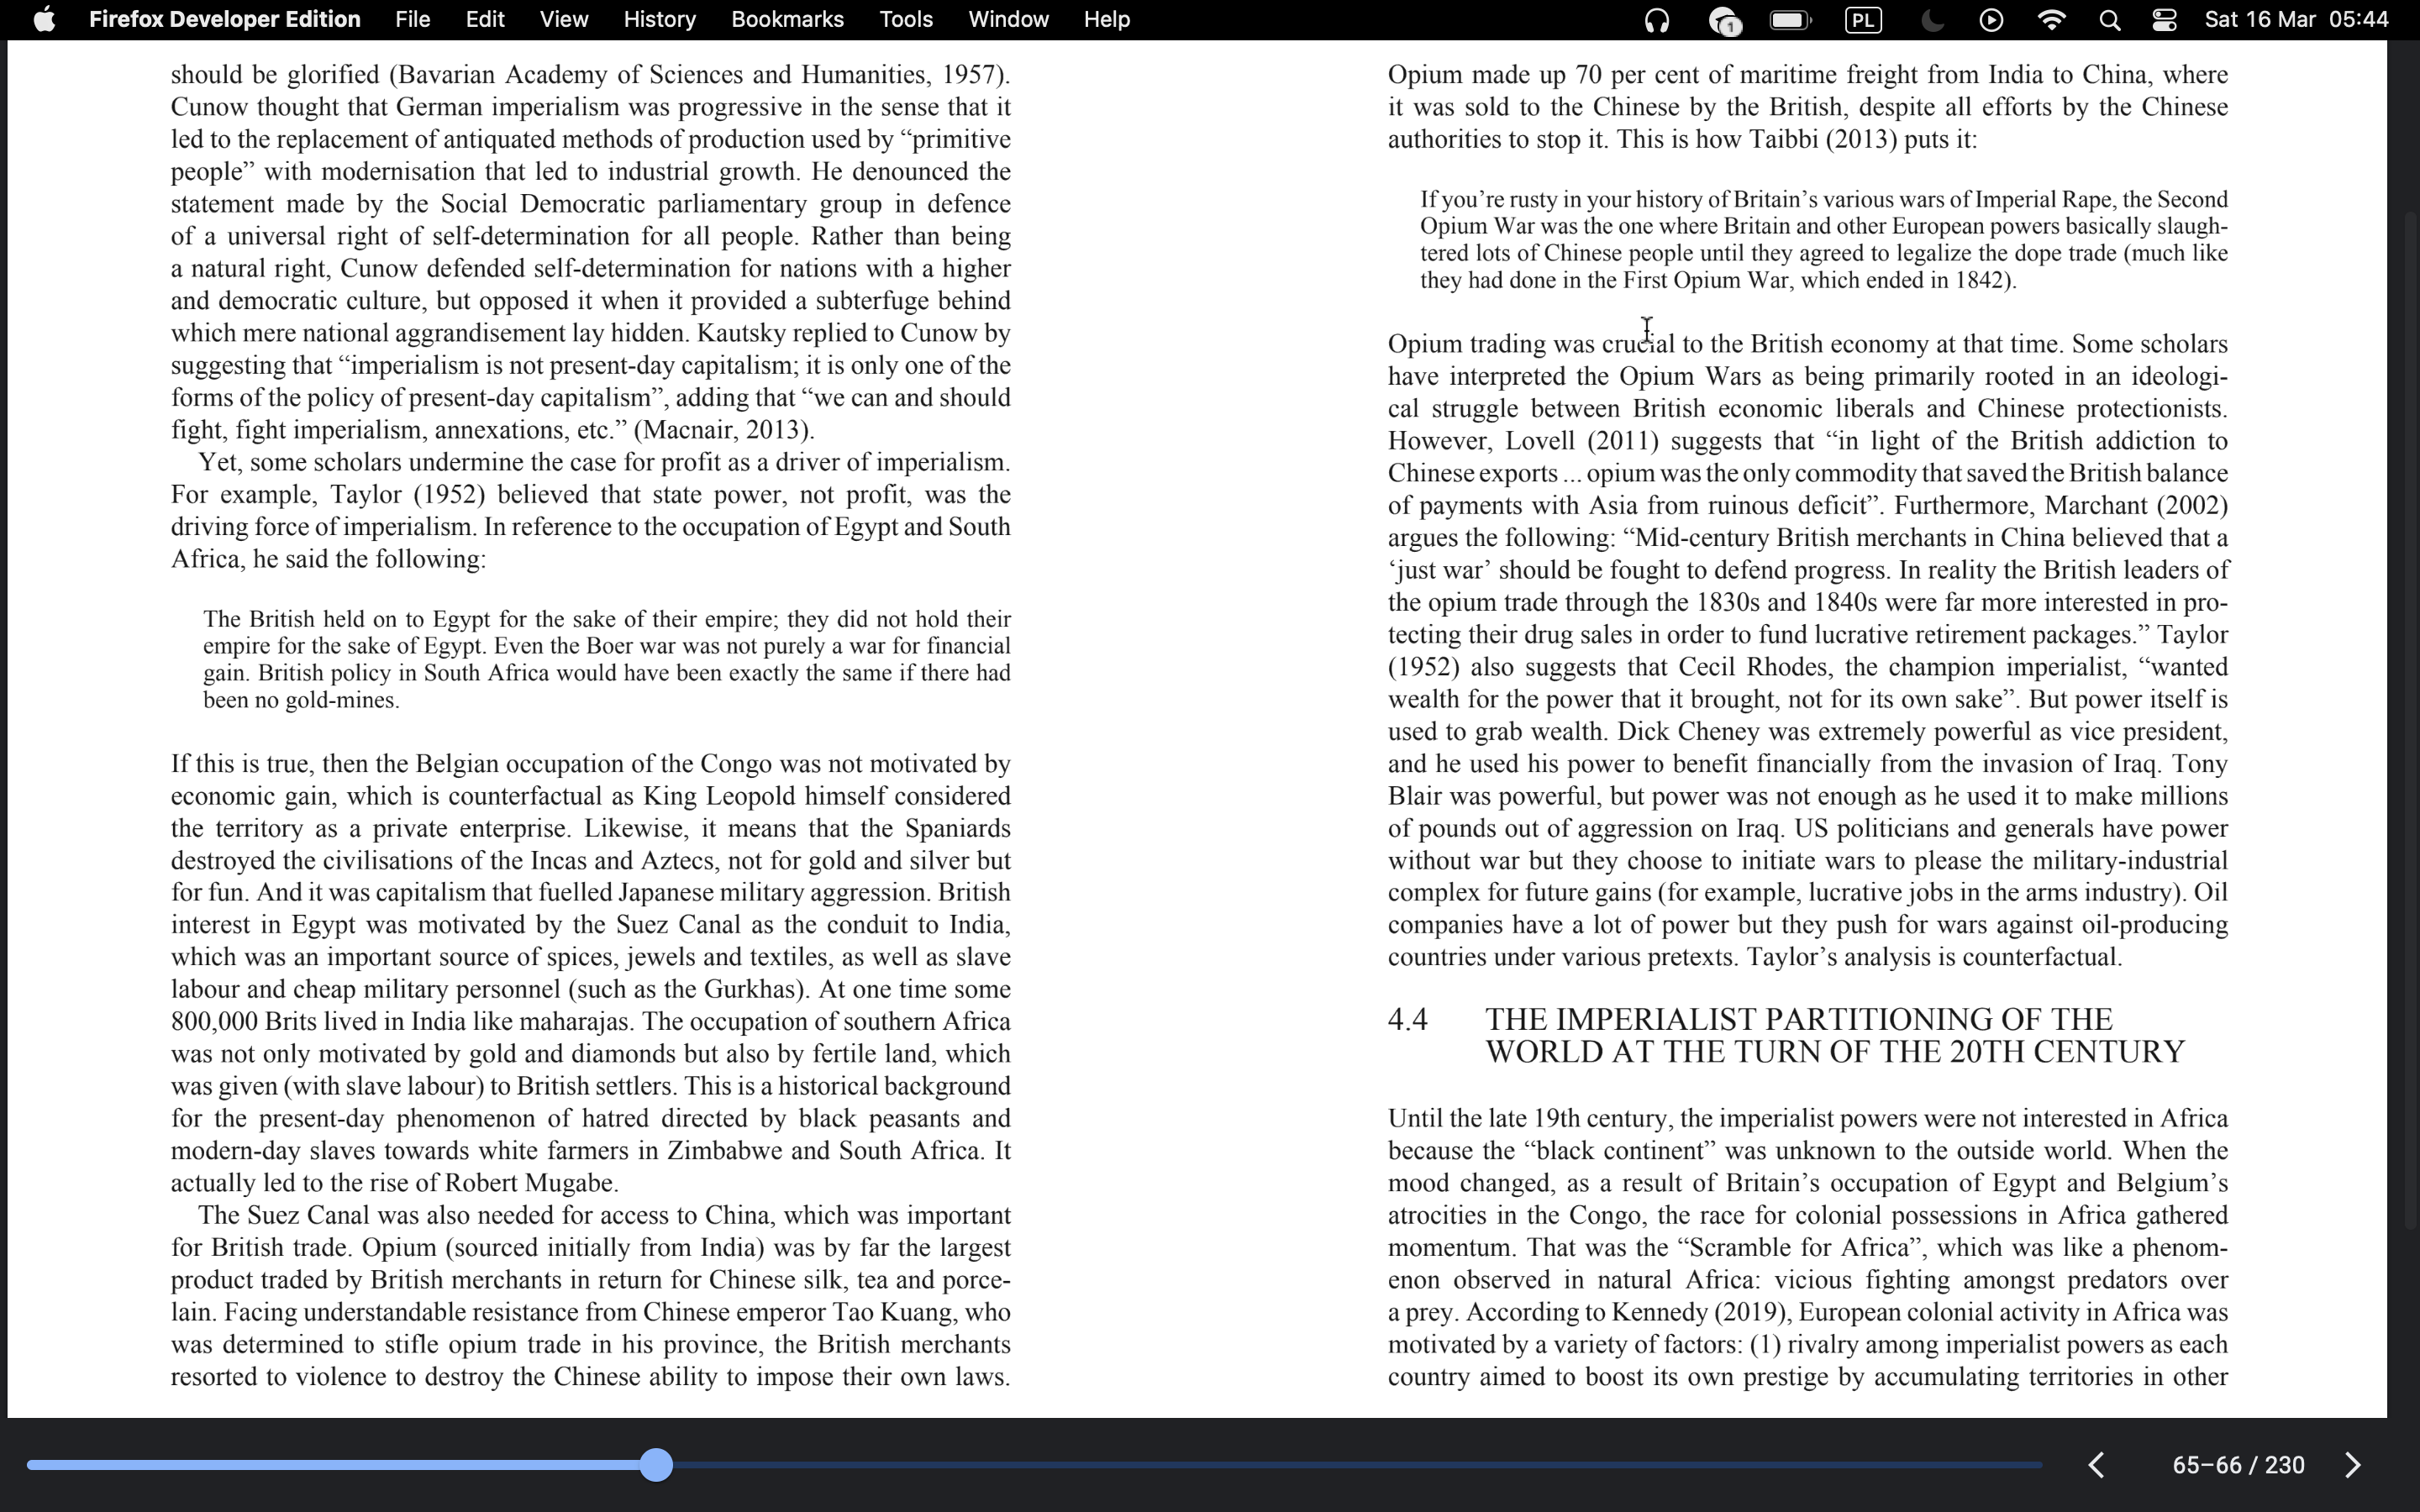 Firefox Developer Edition File Edit View History Bookmarks Tools Window Help 1 PL Sat 16 Mar 05:44
should be glorified (Bavarian Academy of Sciences and Humanities, 1957).
Cunow thought that German imperialism was progressive in the sense that it
led to the replacement of antiquated methods of production used by “primitive
people” with modernisation that led to industrial growth. He denounced the
statement made by the Social Democratic parliamentary group in defence
of a universal right of self-determination for all people. Rather than being
a natural right, Cunow defended self-determination for nations with a higher
and democratic culture, but opposed it when it provided a subterfuge behind
which mere national aggrandisement lay hidden. Kautsky replied to Cunow by
suggesting that “imperialism is not present-day capitalism; it is only one of the
forms of the policy of present-day capitalism”, adding that “we can and should
fight, fight imperialism, annexations, etc.” (Macnair, 2013).
Yet, some scholars undermine the case for profit as a driver of imperialism.
For example, Taylor (1952) believed that state power, not profit, was the
driving force of imperialism. In reference to the occupation of Egypt and South
Africa, he said the following:
The British held on to Egypt for the sake of their empire; they did not hold their
empire for the sake of Egypt. Even the Boer war was not purely a war for financial
gain. British policy in South Africa would have been exactly the same if there had
been no gold-mines.
If this is true, then the Belgian occupation of the Congo was not motivated by
economic gain, which is counterfactual as King Leopold himself considered
the territory as a private enterprise. Likewise, it means that the Spaniards
destroyed the civilisations of the Incas and Aztecs, not for gold and silver but
for fun. And it was capitalism that fuelled Japanese military aggression. British
interest in Egypt was motivated by the Suez Canal as the conduit to India,
which was an important source of spices, jewels and textiles, as well as slave
labour and cheap military personnel (such as the Gurkhas). At one time some
800,000 Brits lived in India like maharajas. The occupation of southern Africa
was not only motivated by gold and diamonds but also by fertile land, which
was given (with slave labour) to British settlers. This is a historical background
for the present-day phenomenon of hatred directed by black peasants and
modern-day slaves towards white farmers in Zimbabwe and South Africa. It
actually led to the rise of Robert Mugabe.
The Suez Canal was also needed for access to China, which was important
for British trade. Opium (sourced initially from India) was by far the largest
product traded by British merchants in return for Chinese silk, tea and porce-
lain. Facing understandable resistance from Chinese emperor Tao Kuang, who
was determined to stifle opium trade in his province, the British merchants
resorted to violence to destroy the Chinese ability to impose their own laws.
Opium made up 70 per cent of maritime freight from India to China, where
it was sold to the Chinese by the British, despite all efforts by the Chinese
authorities to stop it. This is how Taibbi (2013) puts it:
If you’re rusty in your history of Britain’s various wars of Imperial Rape, the Second
Opium War was the one where Britain and other European powers basically slaugh-
tered lots of Chinese people until they agreed to legalize the dope trade (much like
they had done in the First Opium War, which ended in 1842).
Opium trading was crucial to the British economy at that time. Some scholars
have interpreted the Opium Wars as being primarily rooted in an ideologi-
cal struggle between British economic liberals and Chinese protectionists.
However, Lovell (2011) suggests that “in light of the British addiction to
Chinese exports ... opium was the only commodity that saved the British balance
of payments with Asia from ruinous deficit”. Furthermore, Marchant (2002)
argues the following: “Mid-century British merchants in China believed that a
‘just war’ should be fought to defend progress. In reality the British leaders of
the opium trade through the 1830s and 1840s were far more interested in pro-
tecting their drug sales in order to fund lucrative retirement packages.” Taylor
(1952) also suggests that Cecil Rhodes, the champion imperialist, “wanted
wealth for the power that it brought, not for its own sake”. But power itself is
used to grab wealth. Dick Cheney was extremely powerful as vice president,
and he used his power to benefit financially from the invasion of Iraq. Tony
Blair was powerful, but power was not enough as he used it to make millions
of pounds out of aggression on Iraq. US politicians and generals have power
without war but they choose to initiate wars to please the military-industrial
complex for future gains (for example, lucrative jobs in the arms industry). Oil
companies have a lot of power but they push for wars against oil-producing
countries under various pretexts. Taylor’s analysis is counterfactual.
4.4 THE IMPERIALIST PARTITIONING OF THE
WORLD AT THE TURN OF THE 20TH CENTURY
Until the late 19th century, the imperialist powers were not interested in Africa
because the “black continent” was unknown to the outside world. When the
mood changed, as a result of Britain’s occupation of Egypt and Belgium’s
atrocities in the Congo, the race for colonial possessions in Africa gathered
momentum. That was the “Scramble for Africa”, which was like a phenom-
enon observed in natural Africa: vicious fighting amongst predators over
a prey. According to Kennedy (2019), European colonial activity in Africa was
motivated by a variety of factors: (1) rivalry among imperialist powers as each
country aimed to boost its own prestige by accumulating territories in other
65–66 / 230